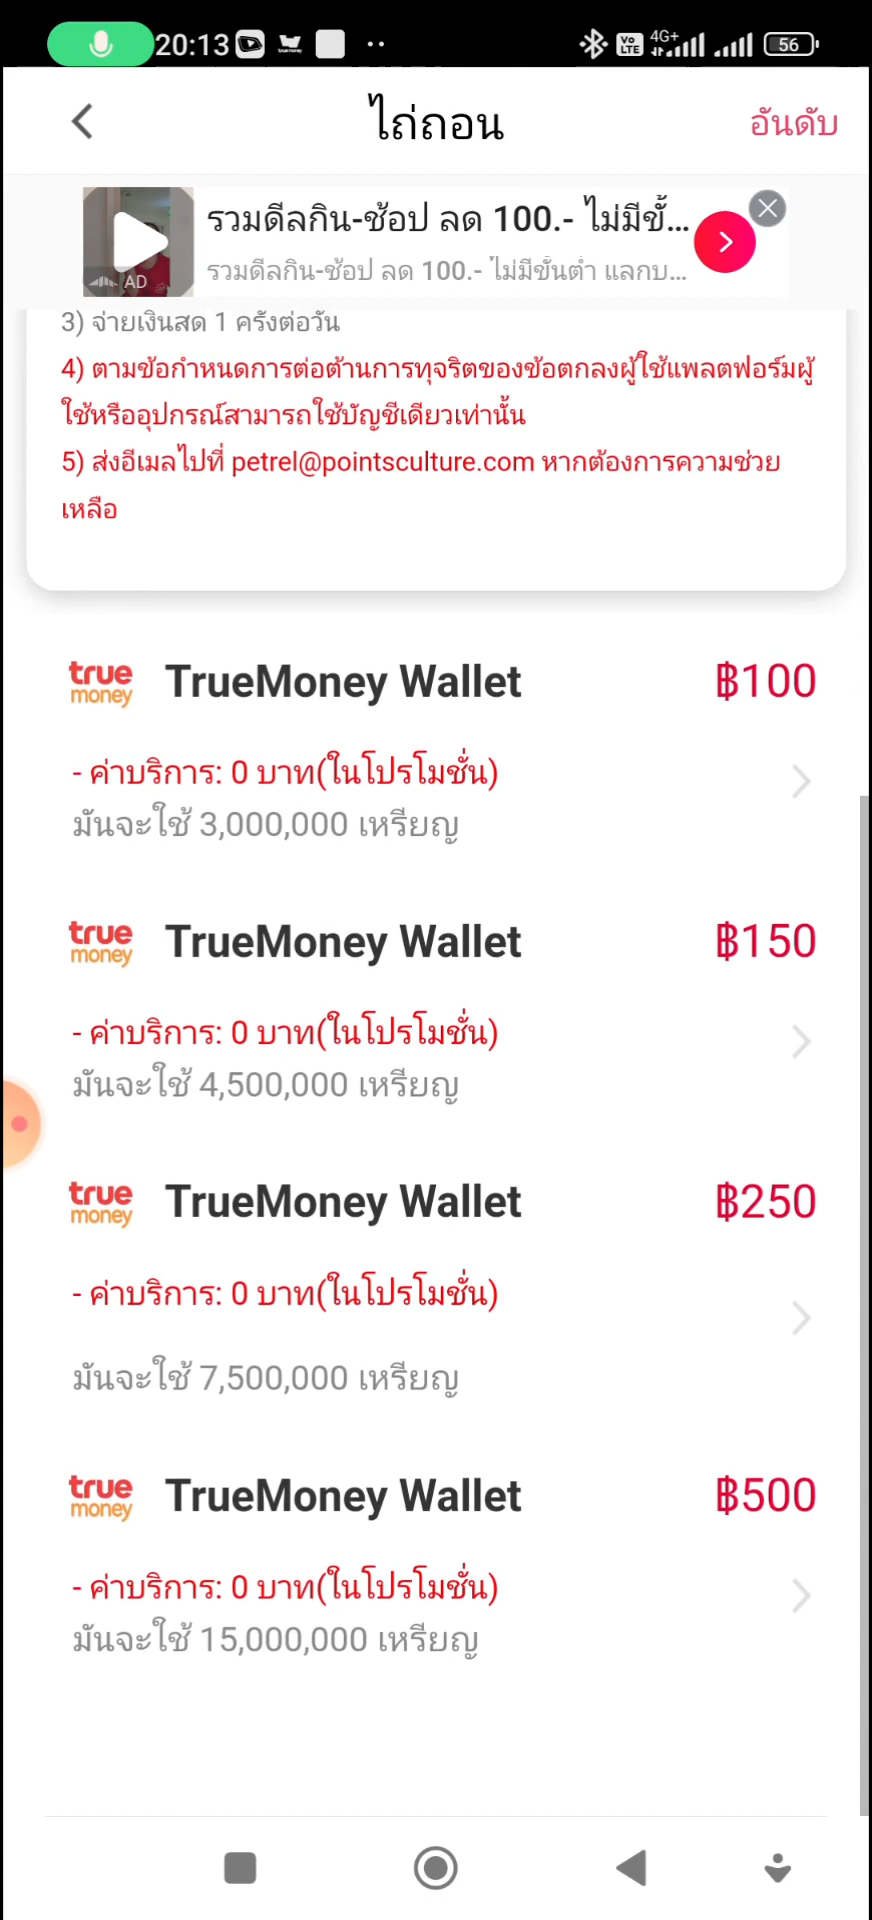 20:13
VoLTE 4G+ 56
ไถ่ถอน
อันดับ
รวมดีลกิน-ช้อป ลด 100.- ไม่มีขั้...
รวมดีลกิน-ช้อป ลด 100.- ไม่มีขั้นต่ำ แลกบ...
AD
3) จ่ายเงินสด 1 ครั้งต่อวัน
4) ตามข้อกำหนดการต่อต้านการทุจริตของข้อตกลงผู้ใช้แพลตฟอร์มผู้
ใช้หรืออุปกรณ์สามารถใช้บัญชีเดียวเท่านั้น
5) ส่งอีเมลไปที่ petrel@pointsculture.com หากต้องการความช่วย
เหลือ
true money TrueMoney Wallet ฿100
- ค่าบริการ: 0 บาท(ในโปรโมชั่น)
มันจะใช้ 3,000,000 เหรียญ
true money TrueMoney Wallet ฿150
- ค่าบริการ: 0 บาท(ในโปรโมชั่น)
มันจะใช้ 4,500,000 เหรียญ
true money TrueMoney Wallet ฿250
- ค่าบริการ: 0 บาท(ในโปรโมชั่น)
มันจะใช้ 7,500,000 เหรียญ
true money TrueMoney Wallet ฿500
- ค่าบริการ: 0 บาท(ในโปรโมชั่น)
มันจะใช้ 15,000,000 เหรียญ